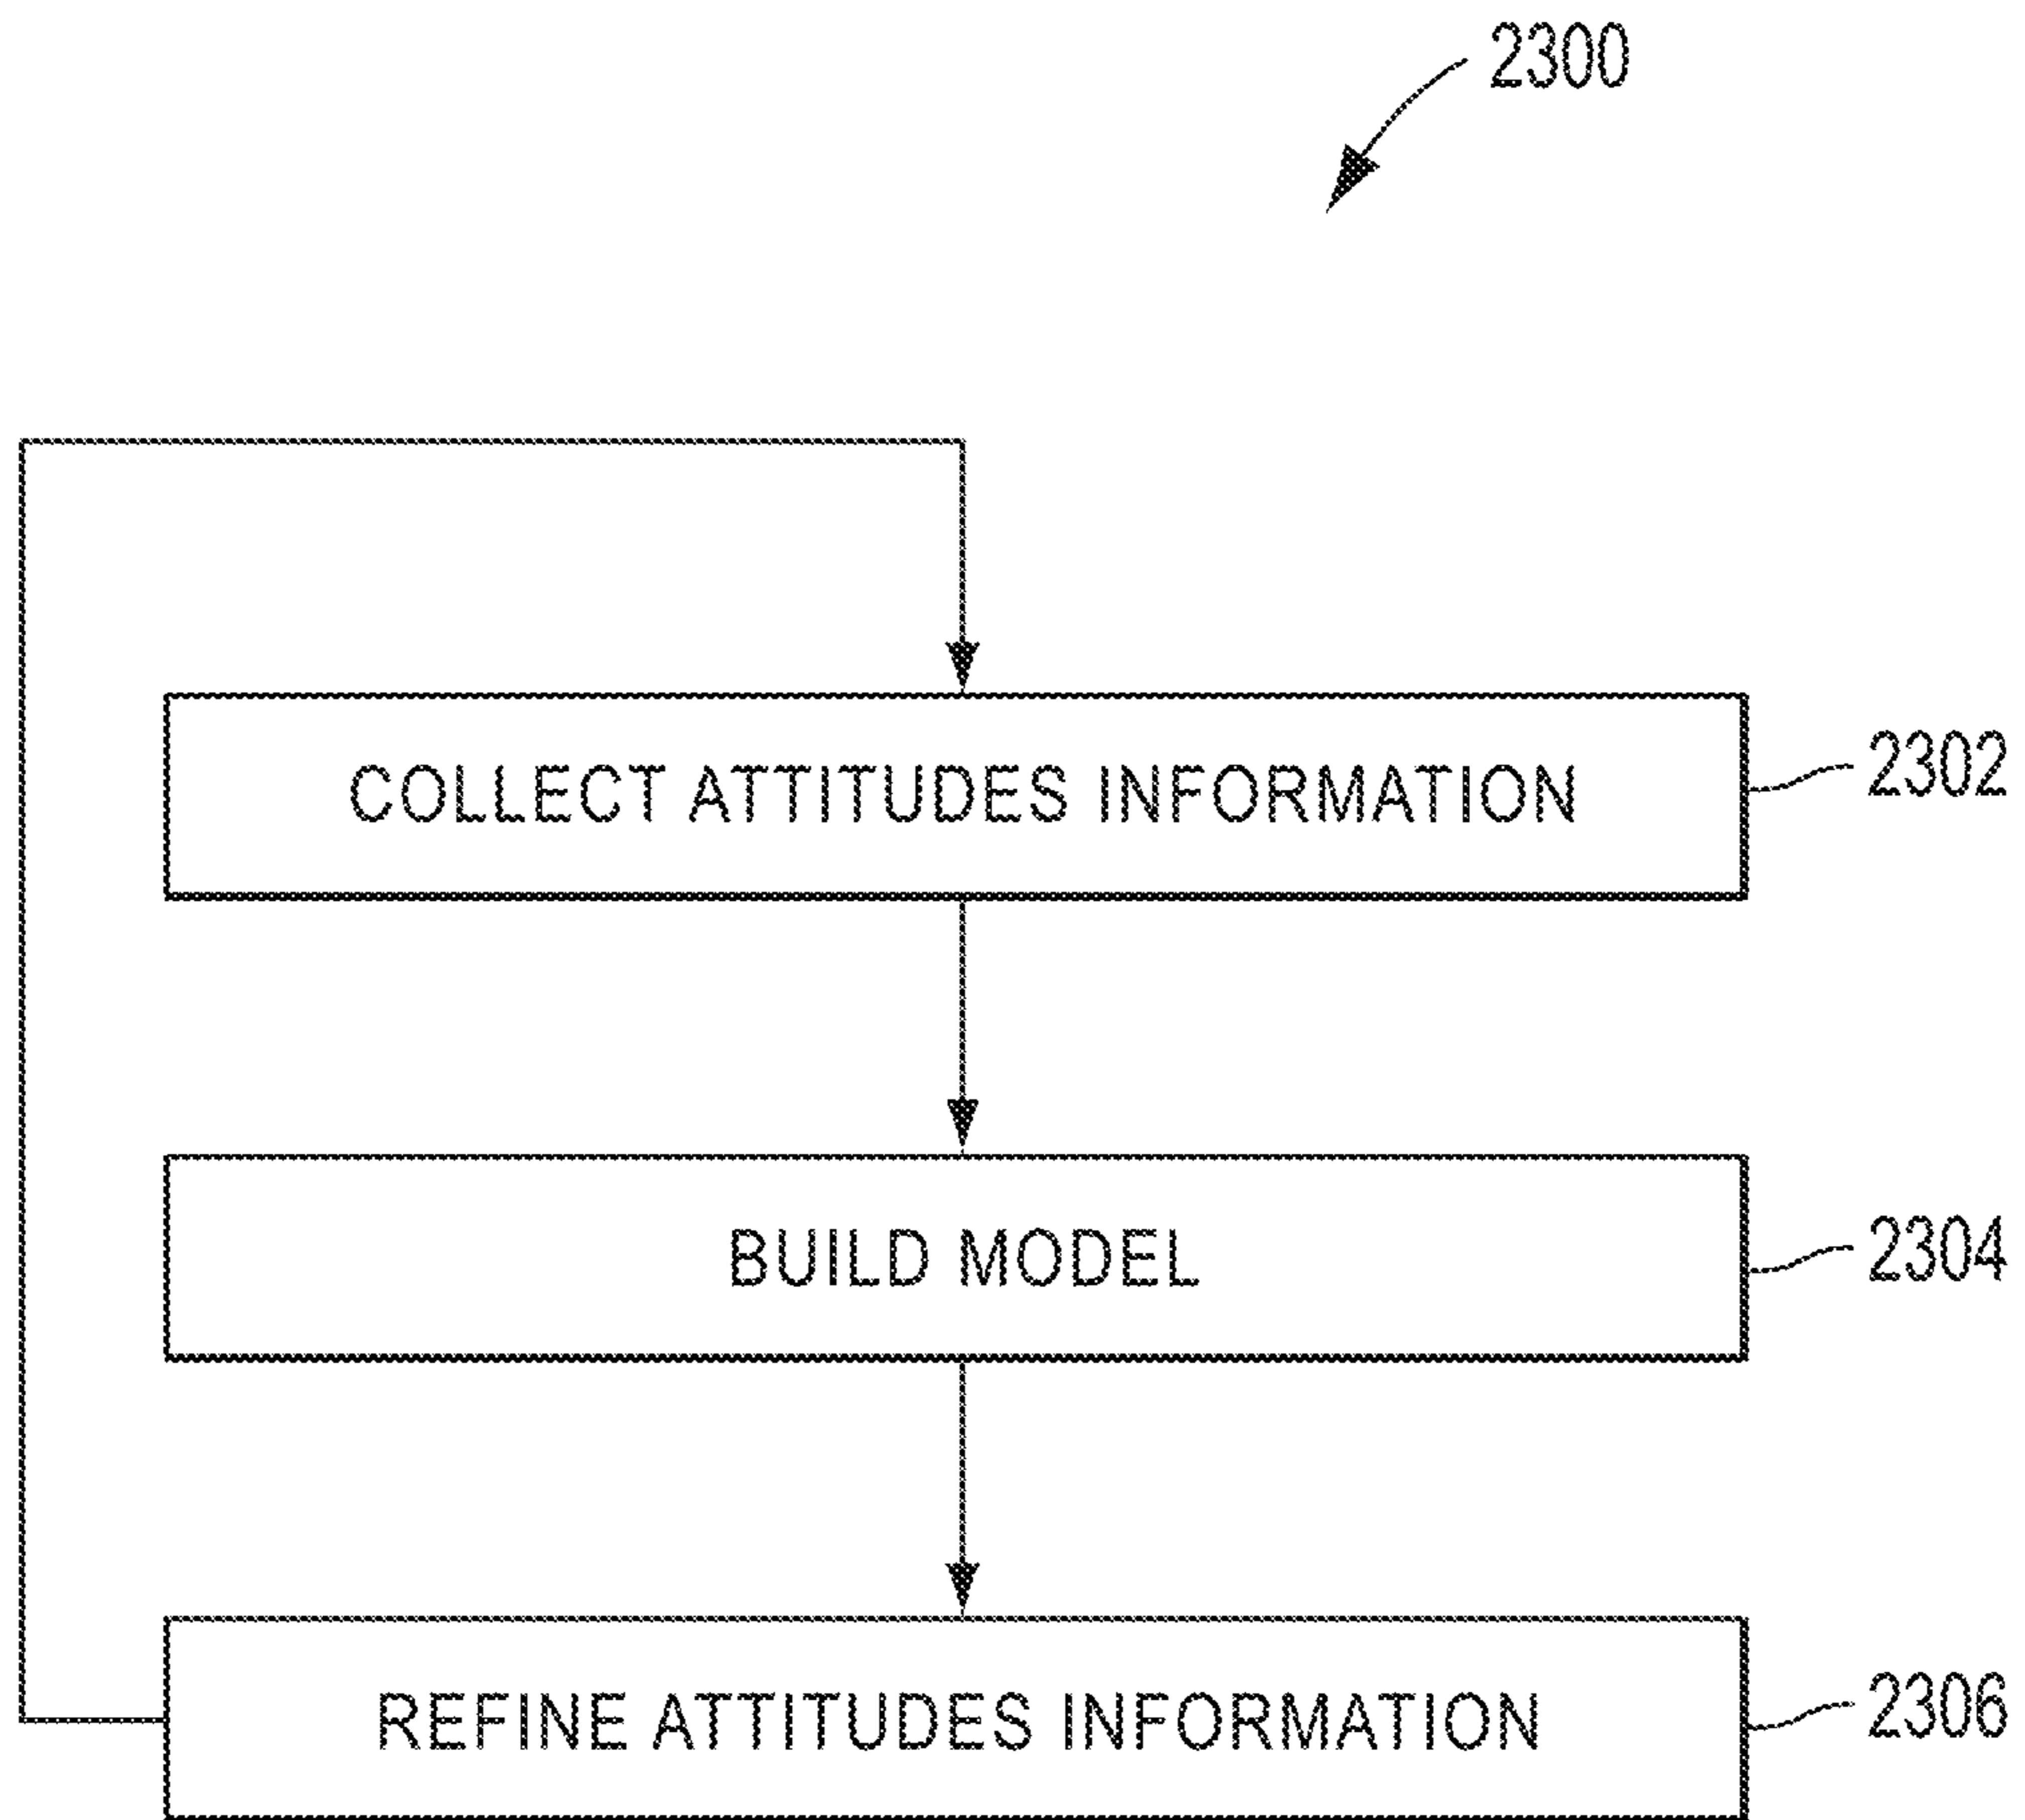 2300
COLLECT ATTITUDES INFORMATION
2302
BUILD MODEL
2304
REFINE ATTITUDES INFORMATION
2306